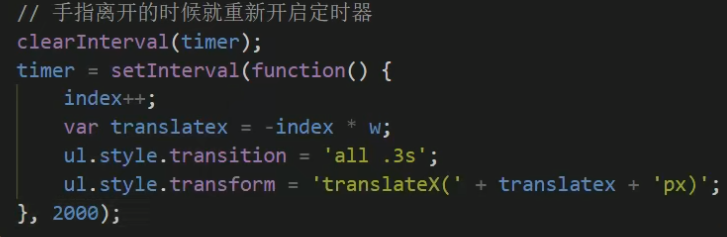 // 手指离开的时候就重新开启定时器
clearInterval(timer);
timer = setInterval(function() {
    index++;
    var translatex = -index * w;
    ul.style.transition = 'all .3s';
    ul.style.transform = 'translateX(' + translatex + 'px)';
}, 2000);